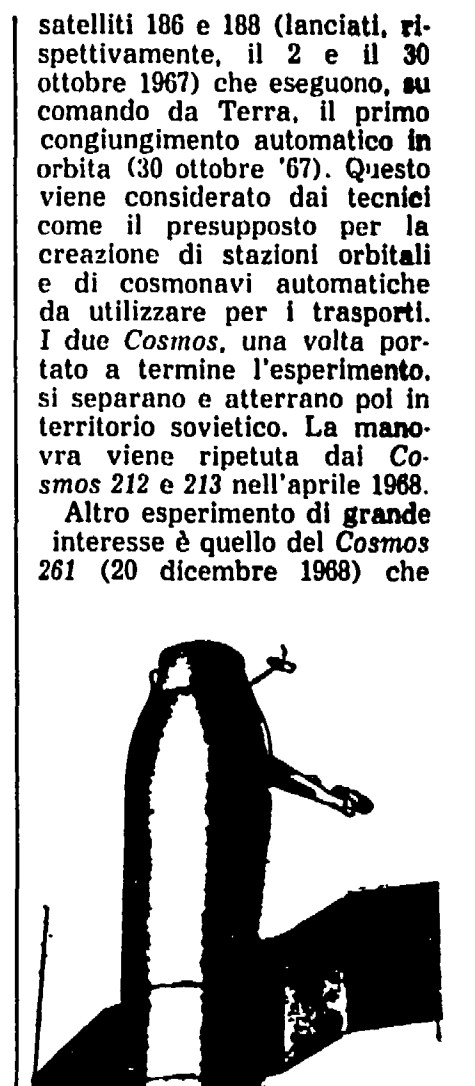 satelliti 186 e 188 (lanciati, ri-
spettivamente, il 2 e il 30
ottobre 1967) che eseguono, su
comando da Terra, il primo
congiungimento automatico in
orbita (30 ottobre '67). Questo
viene considerato dai tecnici
come il presupposto per la
creazione di stazioni orbitali
e di cosmonavi automatiche
da utilizzare per i trasporti.
I due Cosmos, una volta por-
tato a termine l'esperimento,
si separano e atterrano poi in
territorio sovietico. La mano-
vra viene ripetuta dai Co-
smos 212 e 213 nell'aprile 1968.
Altro esperimento di grande
interesse è quello del Cosmos
261 (20 dicembre 1968) che